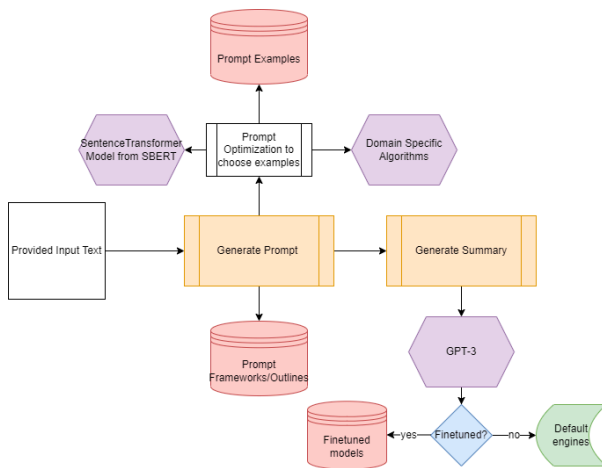 Prompt Examples
SentenceTransformer
Model from SBERT
Prompt
Optimization to
choose examples
Domain Specific
Algorithms
Provided Input Text
Generate Prompt
Generate Summary
Prompt
Frameworks/Outlines
GPT-3
Finetuned
models
yes
Finetuned?
no
Default
engines